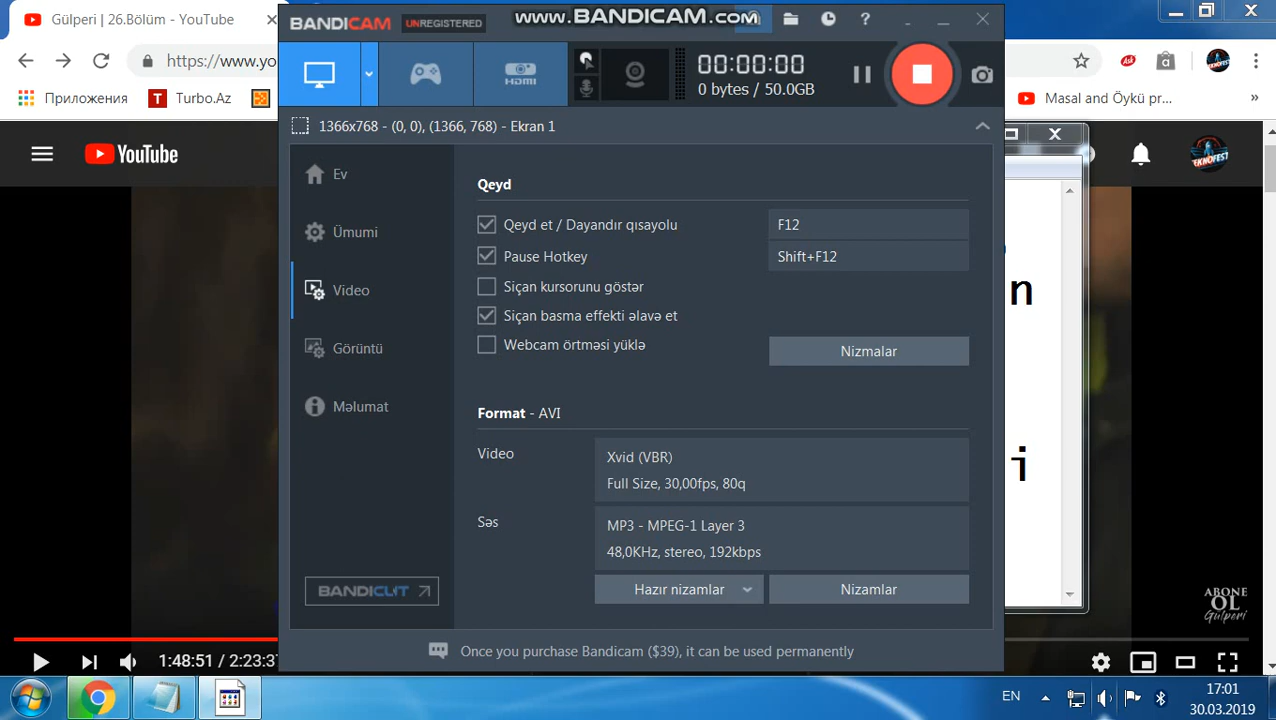 Gülperi | 26.Bölüm - YouTube
BANDICAM UNREGISTERED
www.BANDICAM.com
https://www.yo
Приложения
Turbo.Az
Masal and Öykü pr...
»
HDMI
00:00:00
0 bytes / 50.0GB
1366x768 - (0, 0), (1366, 768) - Ekran 1
YouTube
Ev
Ümumi
Video
Görüntü
Məlumat
BANDICUT
Qeyd
Qeyd et / Dayandır qısayolu
F12
Pause Hotkey
Shift+F12
Siçan kursorunu göstər
Siçan basma effekti əlavə et
Webcam örtməsi yüklə
Nizmalar
Format - AVI
Video
Xvid (VBR)
Full Size, 30,00fps, 80q
Səs
MP3 - MPEG-1 Layer 3
48,0KHz, stereo, 192kbps
Hazır nizamlar
Nizamlar
Once you purchase Bandicam ($39), it can be used permanently
n
i
ABONE
OL
Gülperi
1:48:51 / 2:23:37
EN
17:01
30.03.2019